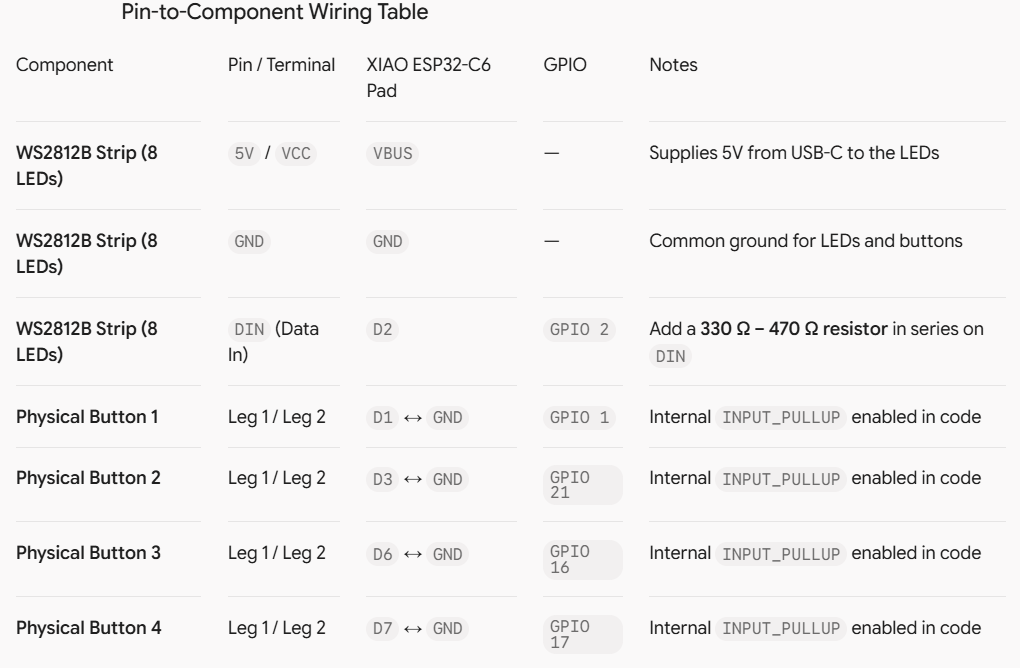 Pin-to-Component Wiring Table
Component Pin / Terminal XIAO ESP32-C6 GPIO Notes
Pad
WS2812B Strip (8 5V / VCC VBUS — Supplies 5V from USB-C to the LEDs
LEDs)
WS2812B Strip (8 GND GND — Common ground for LEDs and buttons
LEDs)
WS2812B Strip (8 DIN (Data D2 GPIO 2 Add a 330 Ω – 470 Ω resistor in series on
LEDs) In) DIN
Physical Button 1 Leg 1 / Leg 2 D1 ↔ GND GPIO 1 Internal INPUT_PULLUP enabled in code
Physical Button 2 Leg 1 / Leg 2 D3 ↔ GND GPIO Internal INPUT_PULLUP enabled in code
21
Physical Button 3 Leg 1 / Leg 2 D6 ↔ GND GPIO Internal INPUT_PULLUP enabled in code
16
Physical Button 4 Leg 1 / Leg 2 D7 ↔ GND GPIO Internal INPUT_PULLUP enabled in code
17